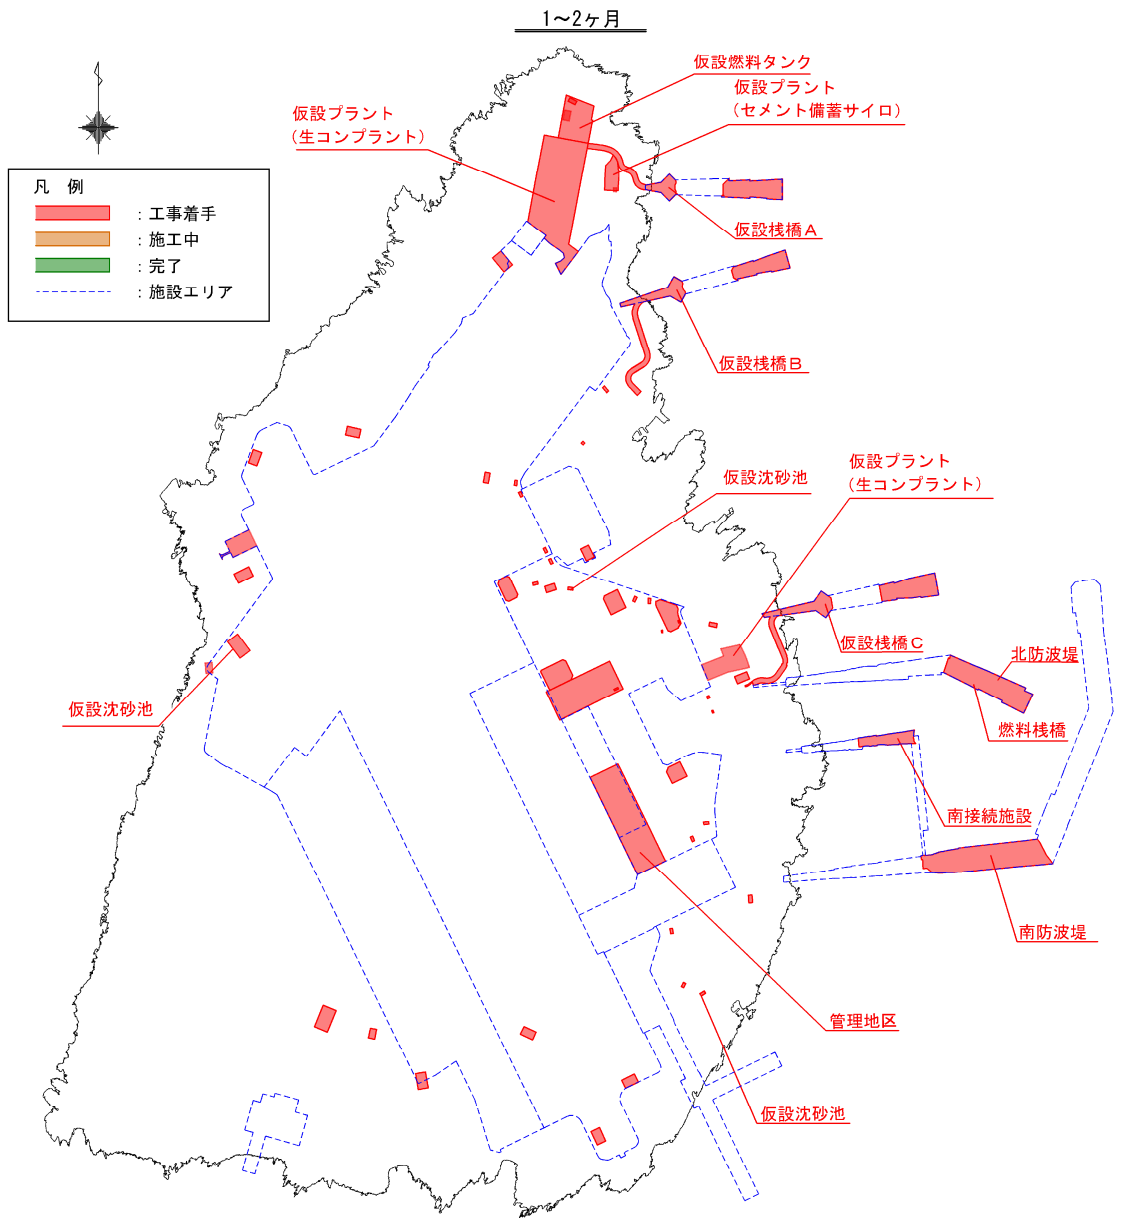 1～2ヶ月
仮設燃料タンク
仮設プラント
（セメント備蓄サイロ）
仮設プラント
（生コンプラント）
凡 例
：工事着手
：施工中
：完了
：施設エリア
仮設桟橋A
仮設桟橋B
仮設プラント
（生コンプラント）
仮設沈砂池
仮設桟橋C
北防波堤
仮設沈砂池
燃料桟橋
南接続施設
南防波堤
管理地区
仮設沈砂池